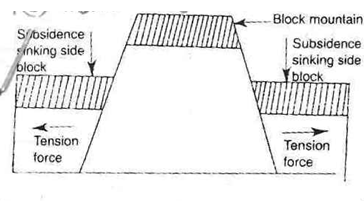 Block mountain
Subsidence
sinking side
block
Subsidence
sinking side
block
Tension
force
Tension
force